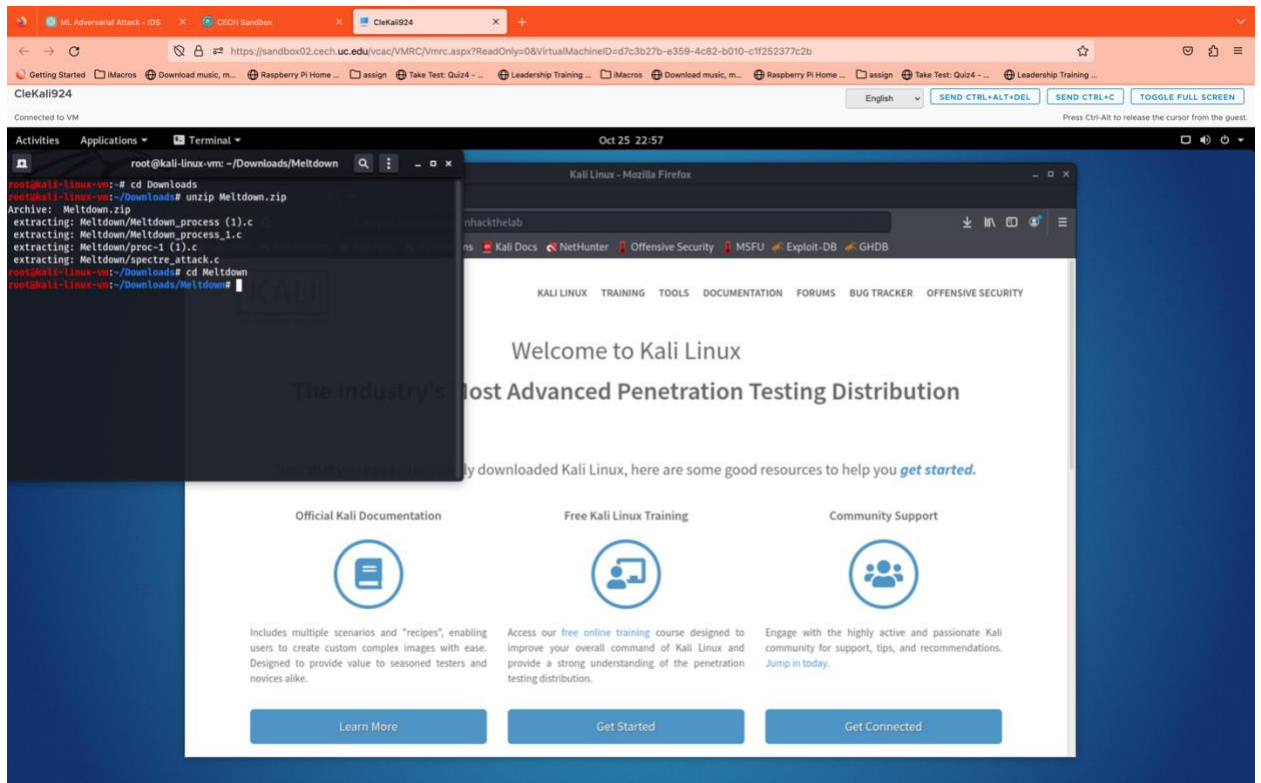 ML Adversarial Attack - IDS
CECH Sandbox
CleKali924
https://sandbox02.cech.uc.edu/vcac/VMRC/Vmrc.aspx?ReadOnly=0&VirtualMachineID=d7c3b27b-e359-4c82-b010-c1f252377c2b
Getting Started iMacros Download music, m... Raspberry Pi Home ... assign Take Test: Quiz4 - ... Leadership Training ... iMacros Download music, m... Raspberry Pi Home ... assign Take Test: Quiz4 - ... Leadership Training ...
CleKali924
English SEND CTRL+ALT+DEL SEND CTRL+C TOGGLE FULL SCREEN
Connected to VM
Press Ctrl-Alt to release the cursor from the guest.
Activities Applications Terminal Oct 25 22:57
root@kali-linux-vm: ~/Downloads/Meltdown
root@kali-linux-vm:~# cd Downloads
root@kali-linux-vm:~/Downloads# unzip Meltdown.zip
Archive: Meltdown.zip
extracting: Meltdown/Meltdown_process (1).c
extracting: Meltdown/Meltdown_process_1.c
extracting: Meltdown/proc-1 (1).c
extracting: Meltdown/spectre_attack.c
root@kali-linux-vm:~/Downloads# cd Meltdown
root@kali-linux-vm:~/Downloads/Meltdown#
Kali Linux - Mozilla Firefox
nhackthelab
ns Kali Docs NetHunter Offensive Security MSFU Exploit-DB GHDB
KALI
KALI LINUX TRAINING TOOLS DOCUMENTATION FORUMS BUG TRACKER OFFENSIVE SECURITY
Welcome to Kali Linux
The Industry's Most Advanced Penetration Testing Distribution
ly downloaded Kali Linux, here are some good resources to help you get started.
Official Kali Documentation
Includes multiple scenarios and "recipes", enabling
users to create custom complex images with ease.
Designed to provide value to seasoned testers and
novices alike.
Learn More
Free Kali Linux Training
Access our free online training course designed to
improve your overall command of Kali Linux and
provide a strong understanding of the penetration
testing distribution.
Get Started
Community Support
Engage with the highly active and passionate Kali
community for support, tips, and recommendations.
Jump in today.
Get Connected